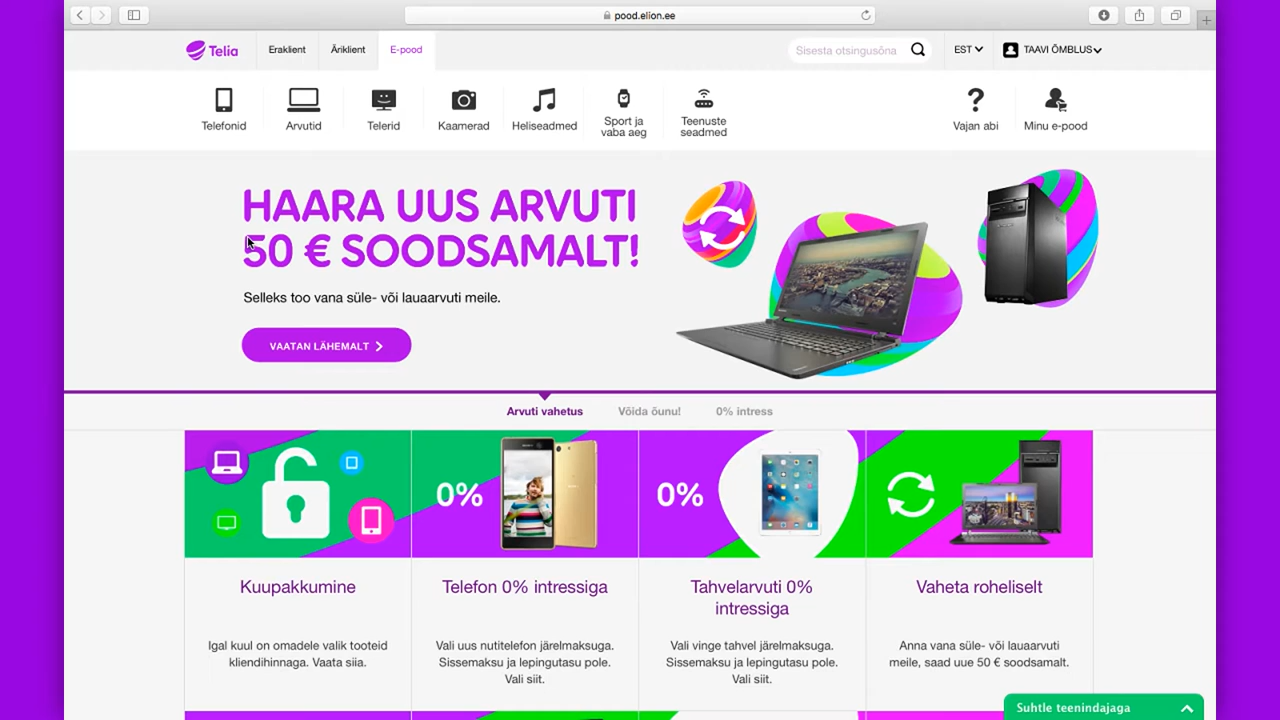 pood.elion.ee
Telia
Eraklient
Äriklient
E-pood
Sisesta otsingusõna
EST
TAAVI ÕMBLUS
Telefonid
Arvutid
Telerid
Kaamerad
Heliseadmed
Sport ja
vaba aeg
Teenuste
seadmed
Vajan abi
Minu e-pood
HAARA UUS ARVUTI
50 € SOODSAMALT!
Selleks too vana süle- või lauaarvuti meile.
VAATAN LÄHEMALT
Arvuti vahetus
Võida õunu!
0% intress
0%
0%
Kuupakkumine
Igal kuul on omadele valik tooteid
kliendihinnaga. Vaata siia.
Telefon 0% intressiga
Vali uus nutitelefon järelmaksuga.
Sissemaksu ja lepingutasu pole.
Vali siit.
Tahvelarvuti 0%
intressiga
Vali vinge tahvel järelmaksuga.
Sissemaksu ja lepingutasu pole.
Vali siit.
Vaheta roheliselt
Anna vana süle- või lauaarvuti
meile, saad uue 50 € soodsamalt.
Suhtle teenindajaga